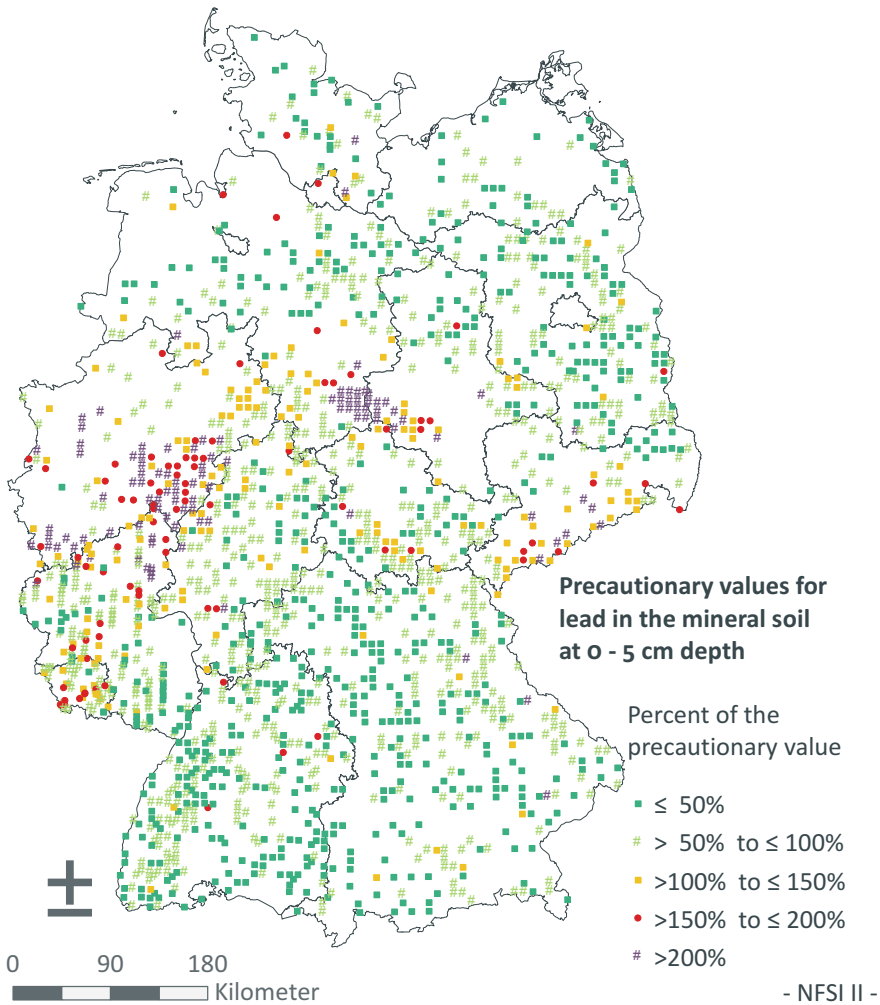 Precautionary values for
lead in the mineral soil
at 0 - 5 cm depth
Percent of the
precautionary value
≤ 50%
# > 50% to ≤ 100%
>100% to ≤ 150%
>150% to ≤ 200%
# >200%
0 90 180
Kilometer
- NFSI II -